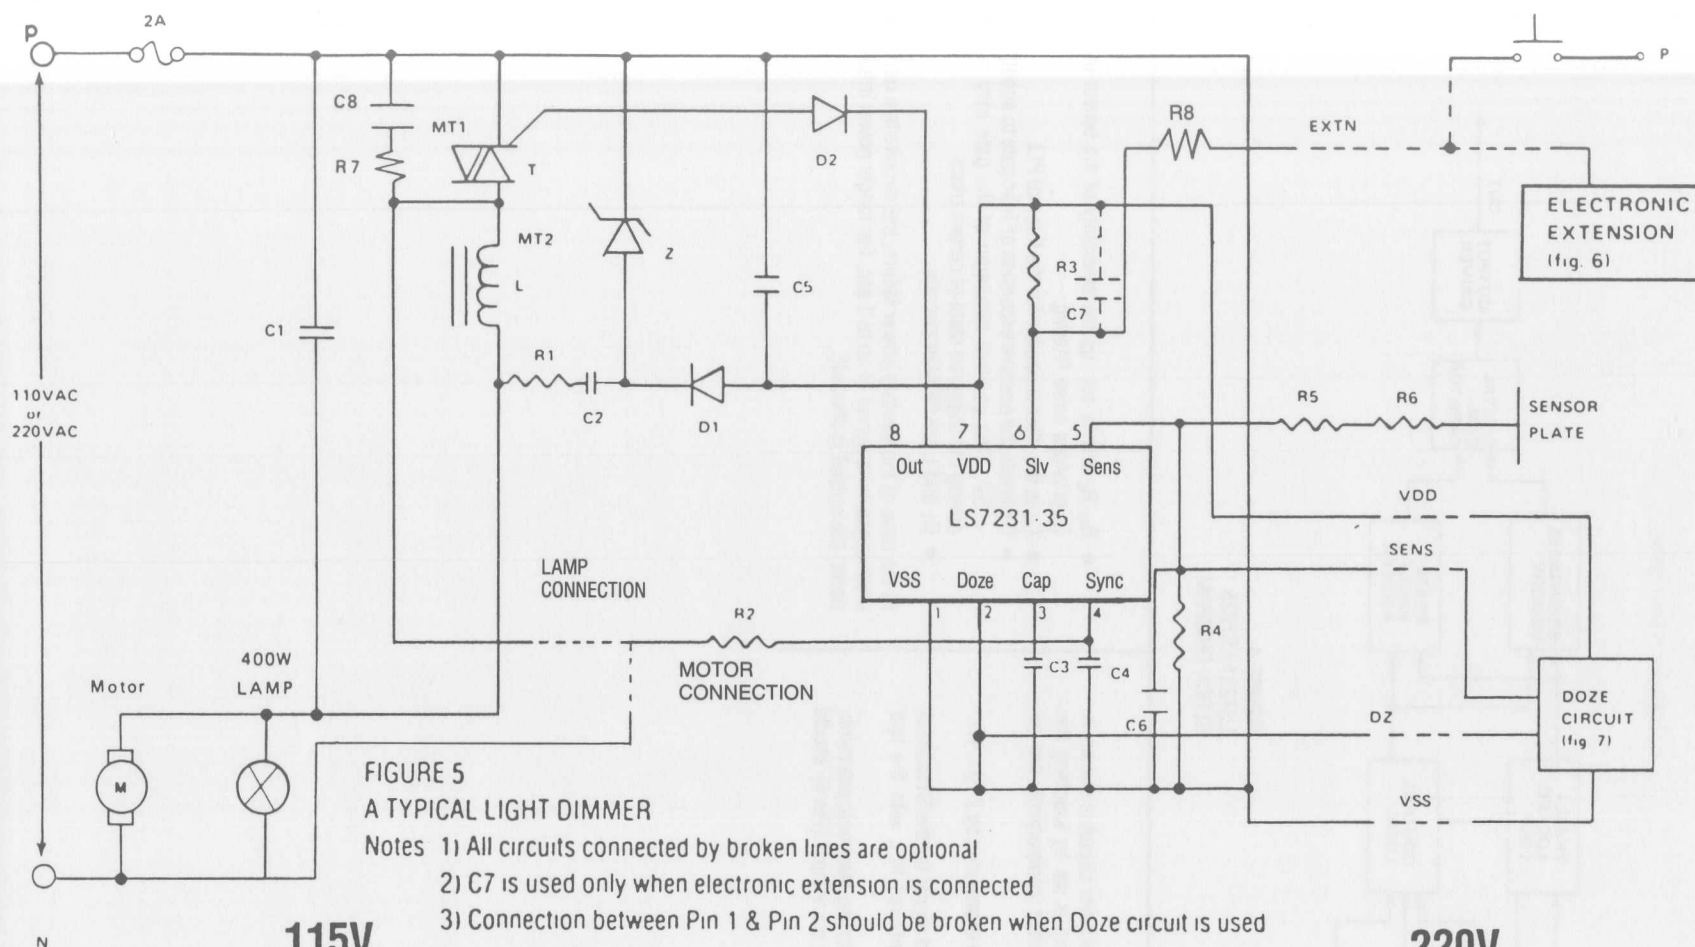 2A
P
P
C8
MT1
R8
EXTN
D2
R7
T
ELECTRONIC
EXTENSION
(fig. 6)
MT2
Z
R3
L
C5
C7
C1
R1
C2
D1
110VAC
or
220VAC
R5
R6
SENSOR
PLATE
8 7 6 5
Out VDD Slv Sens
LS7231·35
VDD
SENS
VSS Doze Cap Sync
1 2 3 4
LAMP
CONNECTION
R2
R4
MOTOR
CONNECTION
C3
C4
400W
LAMP
Motor
C6
DZ
DOZE
CIRCUIT
(fig 7)
M
VSS
FIGURE 5
A TYPICAL LIGHT DIMMER
Notes 1) All circuits connected by broken lines are optional
2) C7 is used only when electronic extension is connected
3) Connection between Pin 1 & Pin 2 should be broken when Doze circuit is used
N
115V
220V